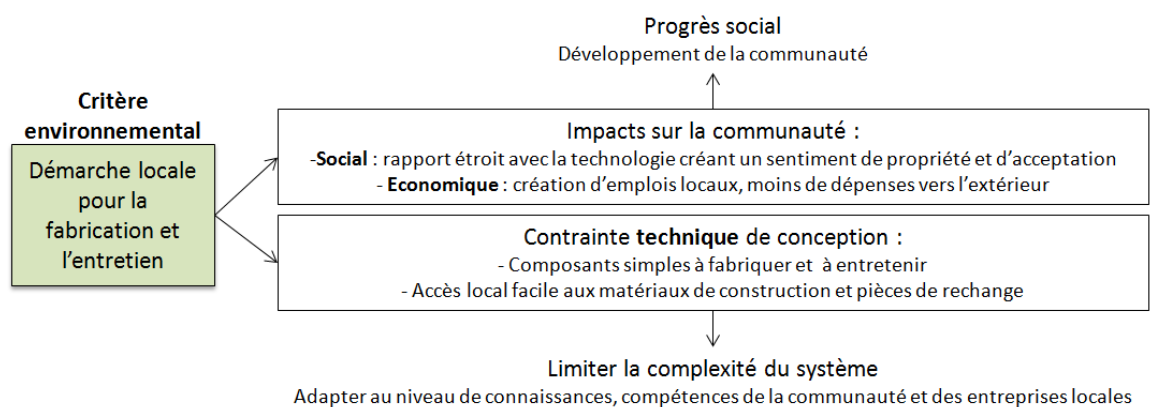 Progrès social
Développement de la communauté
Critère
environnemental
Démarche locale
pour la
fabrication et
l'entretien
Impacts sur la communauté :
-Social : rapport étroit avec la technologie créant un sentiment de propriété et d'acceptation
- Economique : création d'emplois locaux, moins de dépenses vers l'extérieur
Contrainte technique de conception :
- Composants simples à fabriquer et à entretenir
- Accès local facile aux matériaux de construction et pièces de rechange
Limiter la complexité du système
Adapter au niveau de connaissances, compétences de la communauté et des entreprises locales